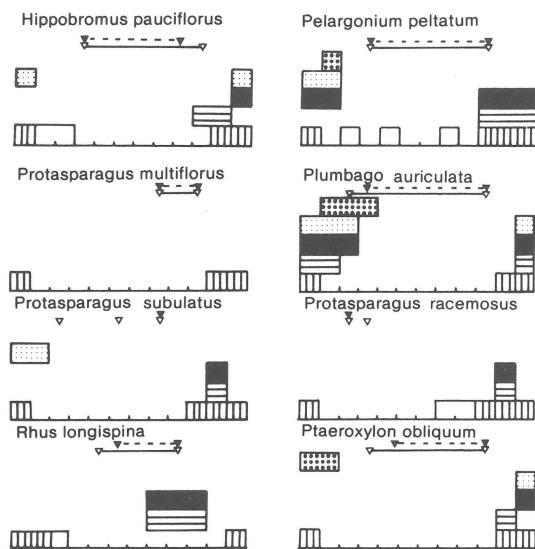 Hippobromus pauciflorus
Pelargonium peltatum
Protasparagus multiflorus
Plumbago auriculata
Protasparagus subulatus
Protasparagus racemosus
Rhus longispina
Ptaeroxylon obliquum